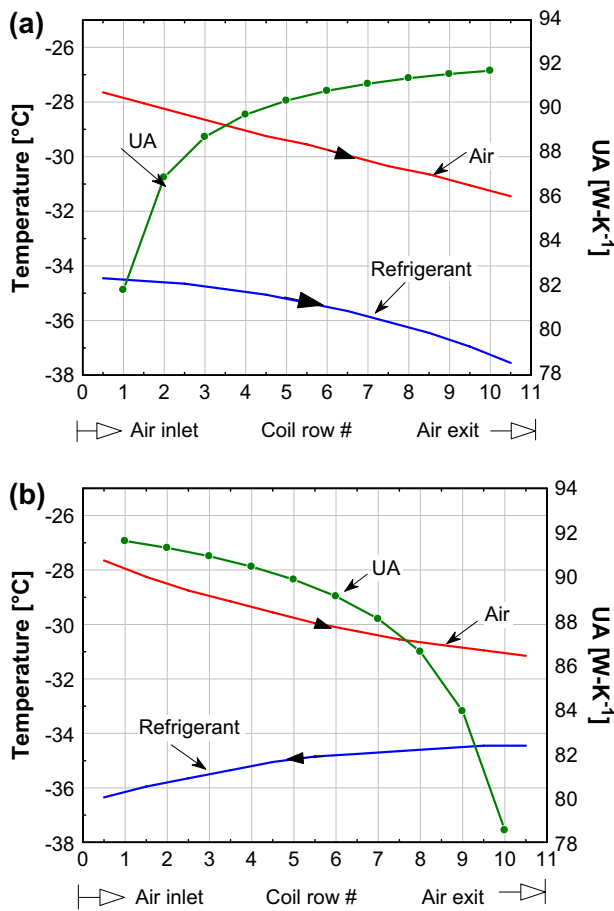 (a)
94
-26
92
-28
90
UA
-30
Air
88
Temperature [°C]
UA [W-K-1]
-32
86
-34
Refrigerant
84
82
-36
80
-38
78
0 1 2 3 4 5 6 7 8 9 10 11
Air inlet Coil row # Air exit
(b)
94
-26
92
-28
UA
90
-30
Air
88
Temperature [°C]
UA [W-K-1]
-32
86
-34
Refrigerant
84
82
-36
80
-38
78
0 1 2 3 4 5 6 7 8 9 10 11
Air inlet Coil row # Air exit